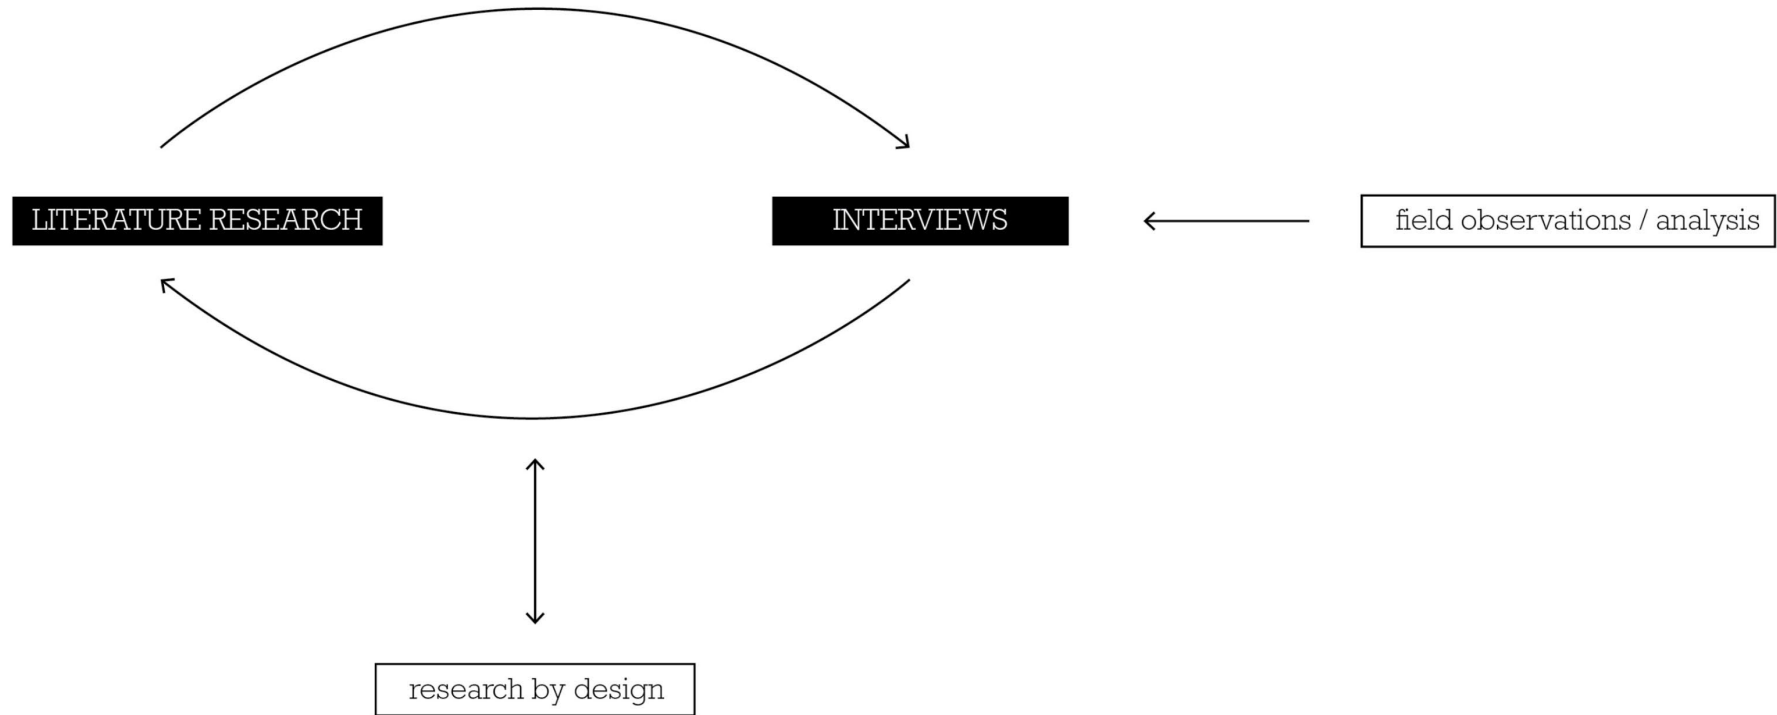 LITERATURE RESEARCH
INTERVIEWS
field observations / analysis
research by design